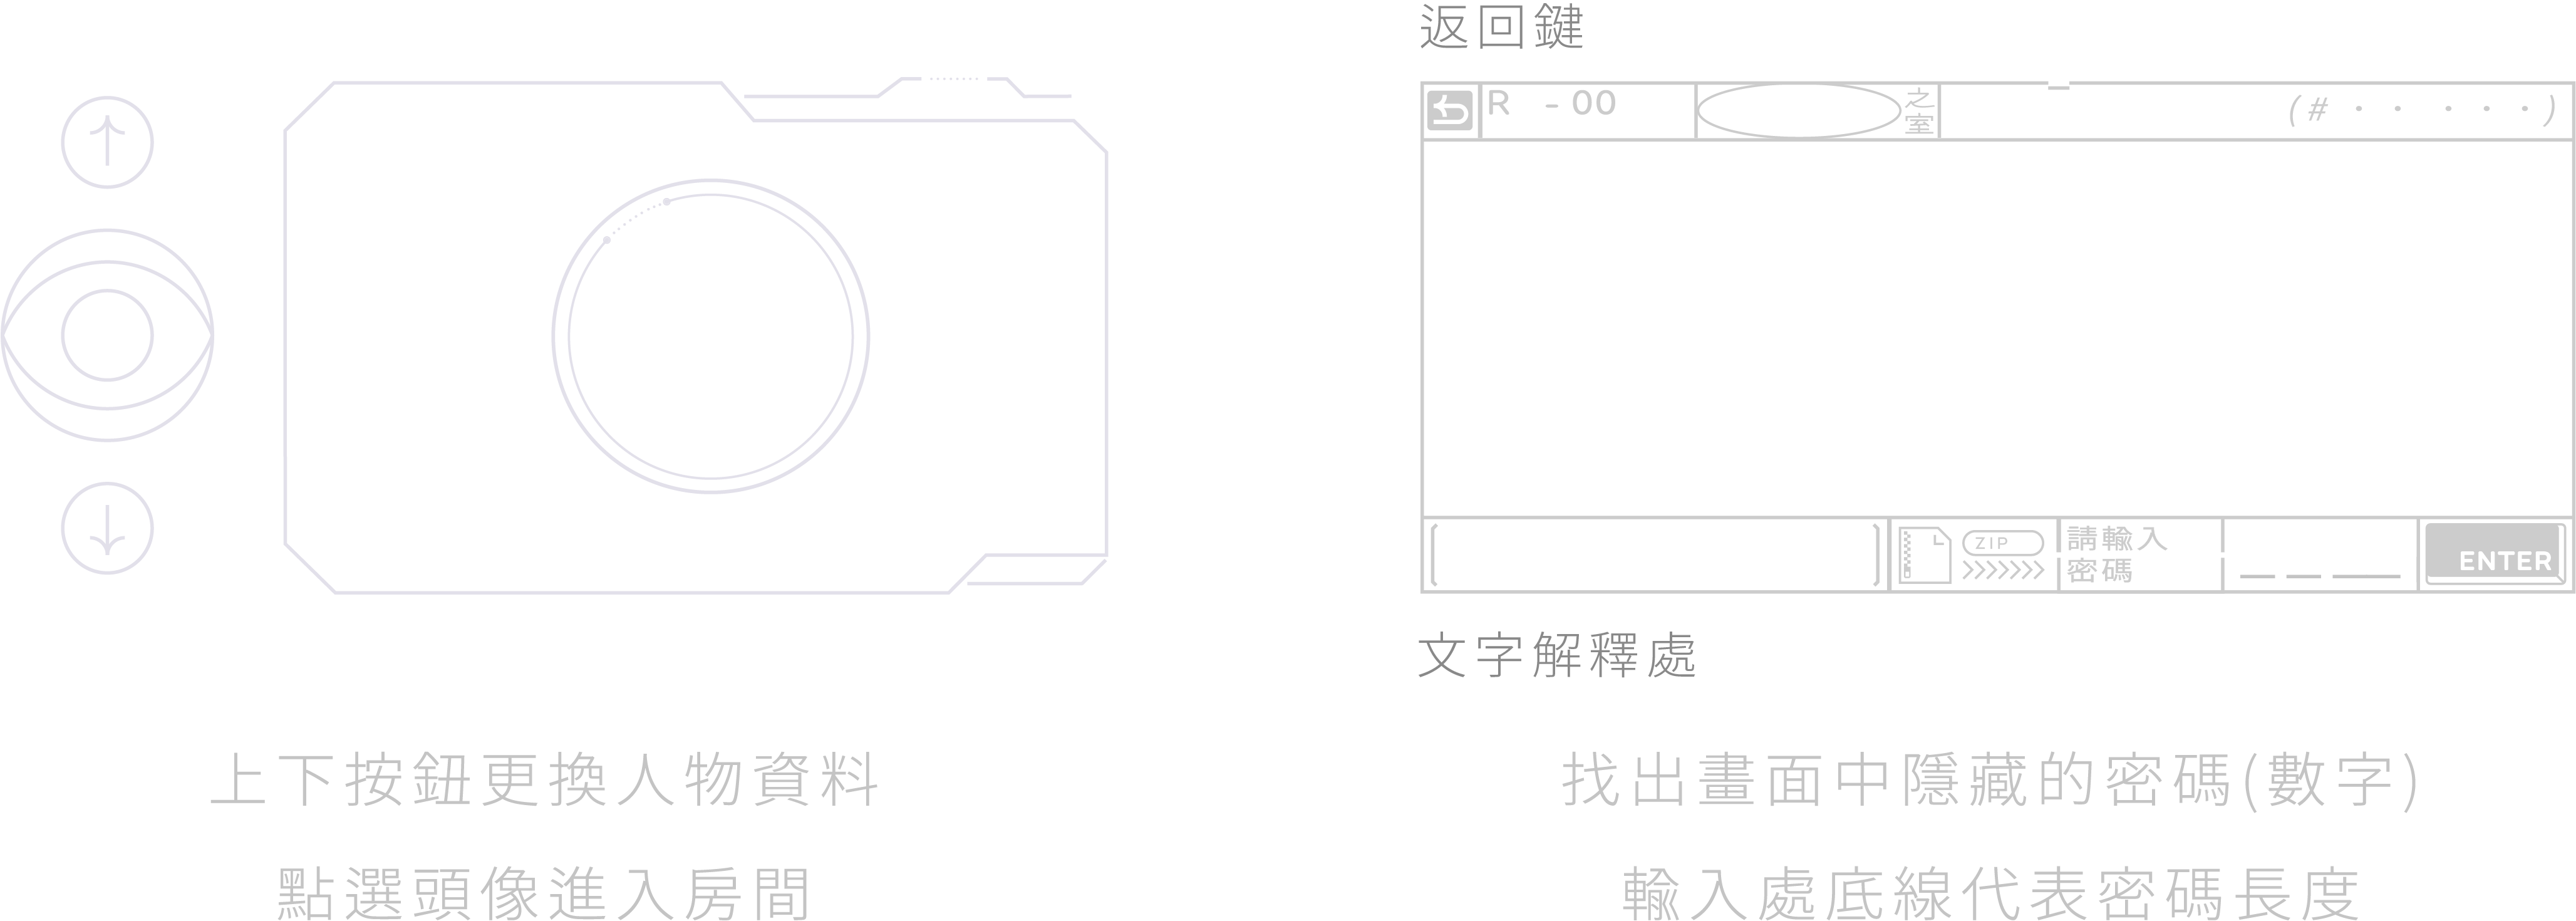 返回鍵
R - 00
之室
(# · · · · ·)
ZIP
請輸入
密碼
ENTER
文字解釋處
上下按鈕更換人物資料
點選頭像進入房間
找出畫面中隱藏的密碼(數字)
輸入處底線代表密碼長度